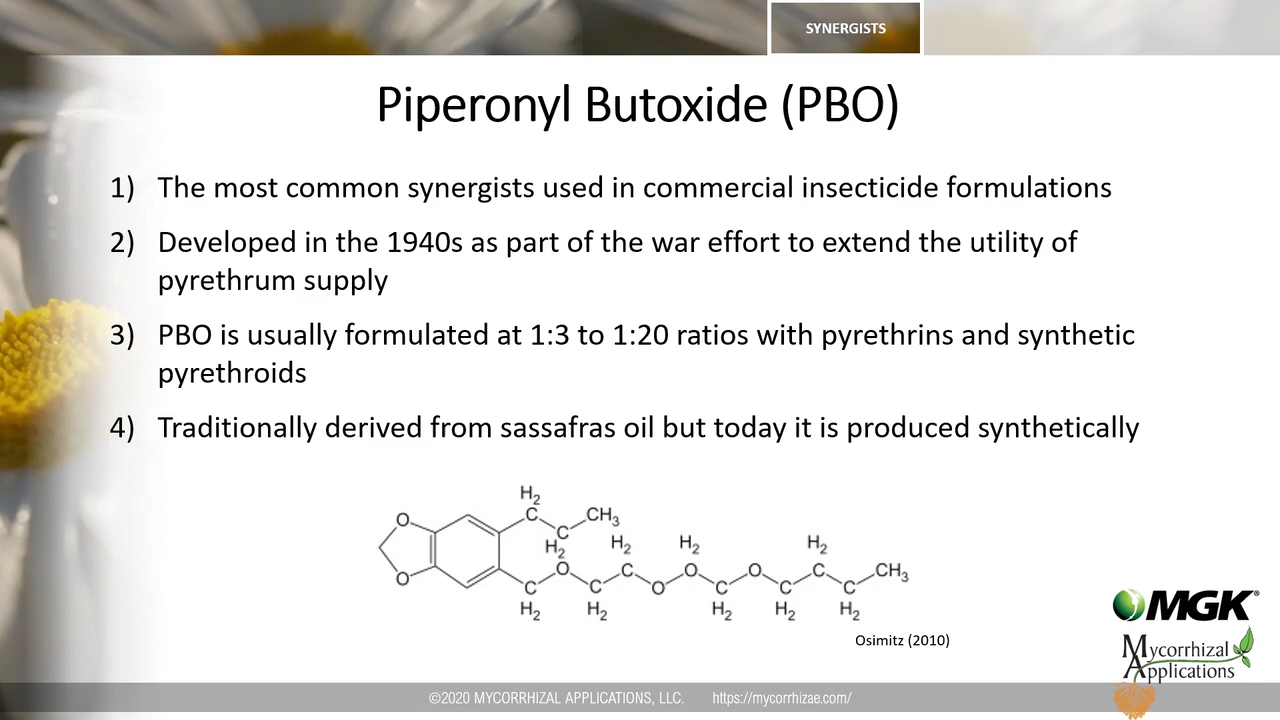 SYNERGISTS
Piperonyl Butoxide (PBO)
1) The most common synergists used in commercial insecticide formulations
2) Developed in the 1940s as part of the war effort to extend the utility of
pyrethrum supply
3) PBO is usually formulated at 1:3 to 1:20 ratios with pyrethrins and synthetic
pyrethroids
4) Traditionally derived from sassafras oil but today it is produced synthetically
H₂
O C CH₃
C
H₂ H₂ H₂ H₂
O O C O O C CH₃
C C O C C C
H₂ H₂ H₂ H₂ H₂
Osimitz (2010)
MGK®
Mycorrhizal
Applications
©2020 MYCORRHIZAL APPLICATIONS, LLC. https://mycorrhizae.com/